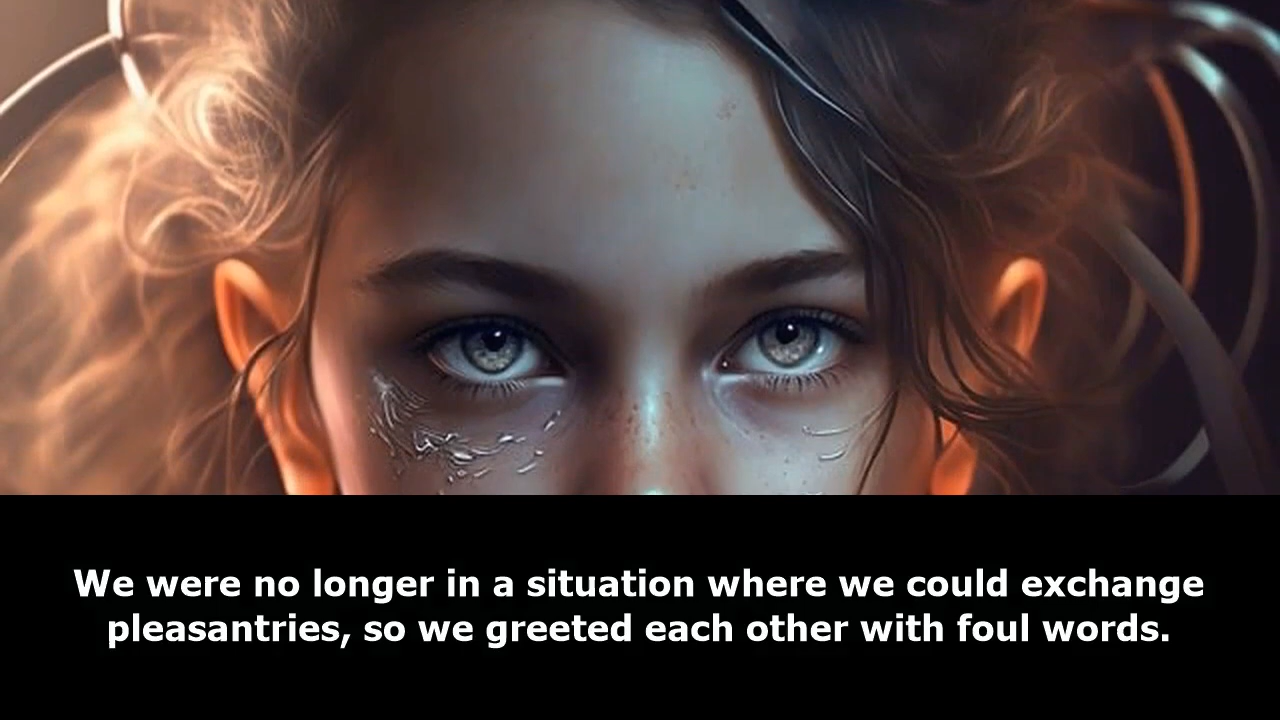 We were no longer in a situation where we could exchange
pleasantries, so we greeted each other with foul words.